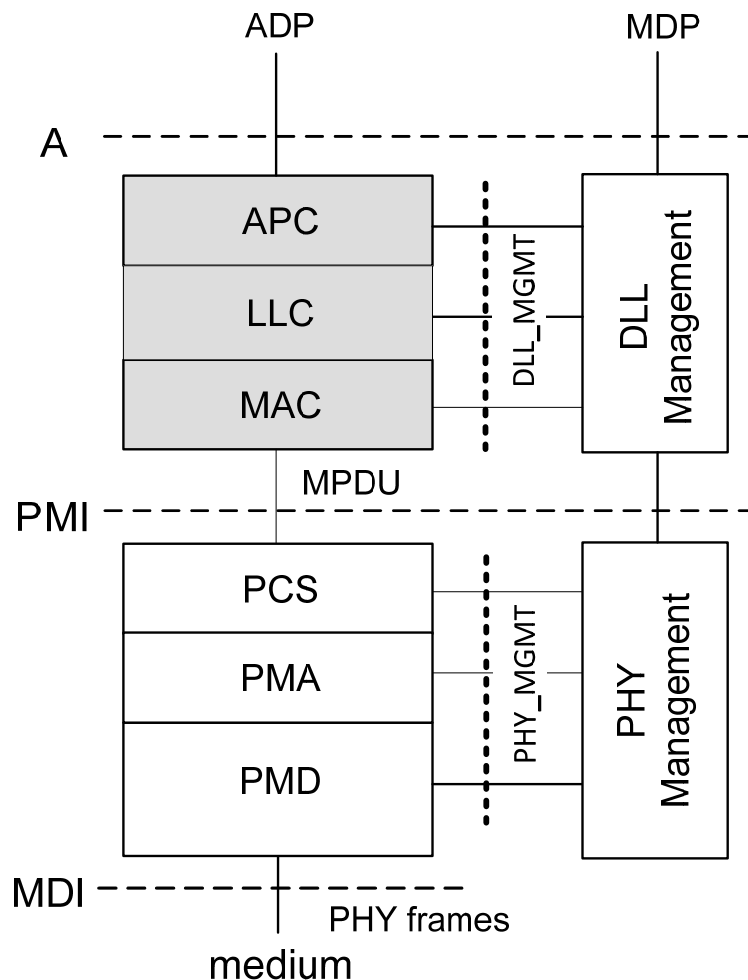 ADP
MDP
A
APC
LLC
MAC
DLL_MGMT
DLL
Management
MPDU
PMI
PCS
PMA
PMD
PHY_MGMT
PHY
Management
MDI
PHY frames
medium